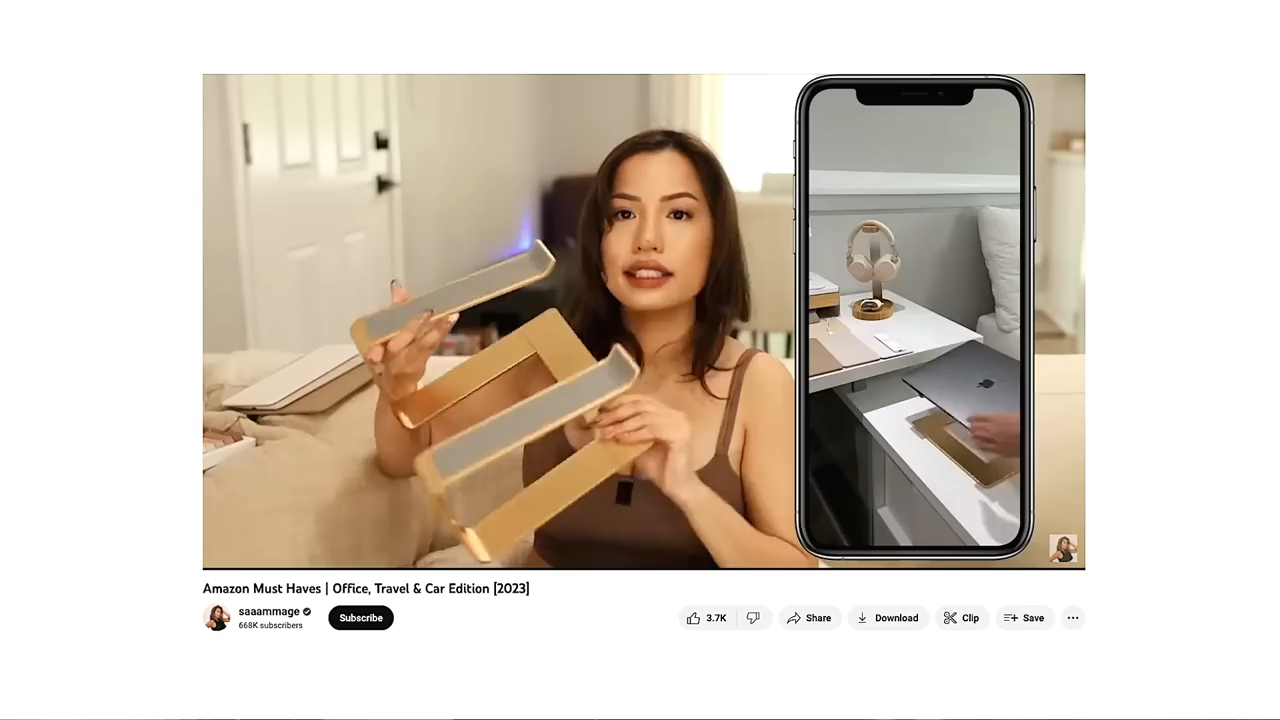 Amazon Must Haves | Office, Travel & Car Edition [2023]
saaammage
668K subscribers
Subscribe
3.7K
Share
Download
Clip
Save